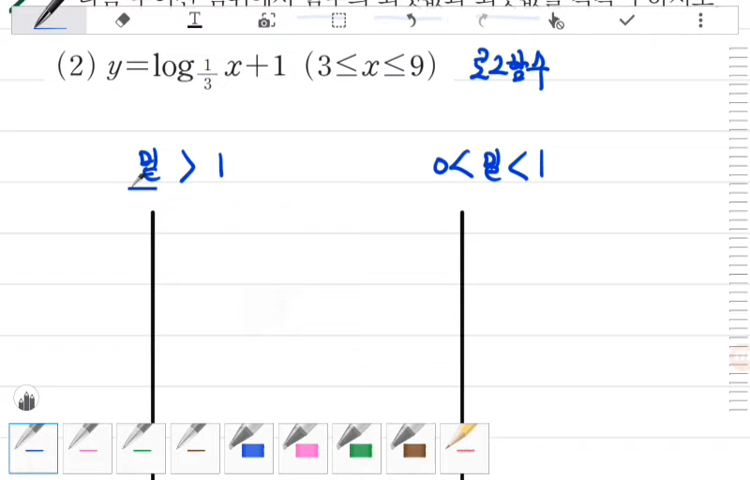 (2) y=log_{1/3} x+1 (3≤x≤9) 로그함수
밑 > 1 0< 밑 < 1